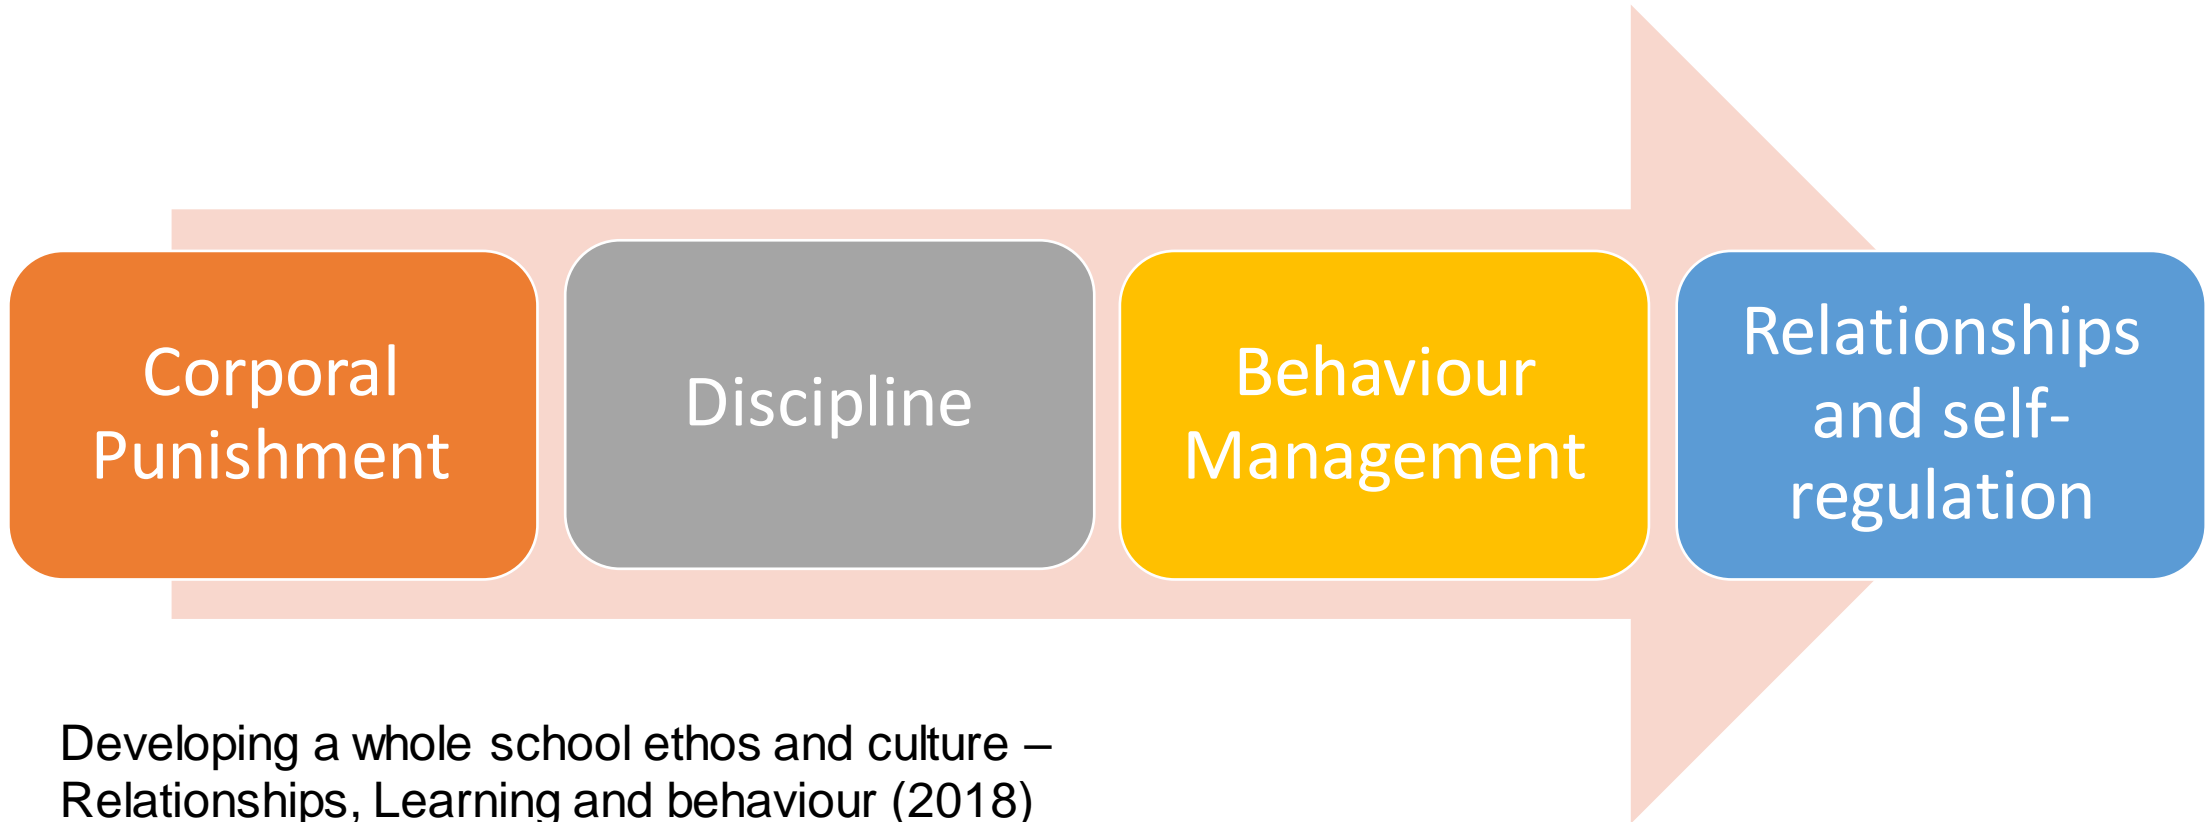 Corporal
Punishment
Discipline
Behaviour
Management
Relationships
and self-
regulation
Developing a whole school ethos and culture –
Relationships, Learning and behaviour (2018)